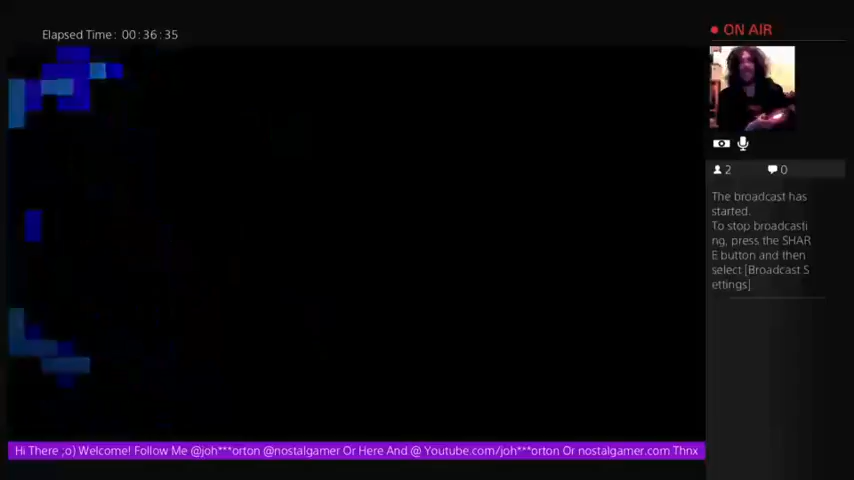 Elapsed Time: 00:36:35
ON AIR
2 0
The broadcast has
started.
To stop broadcasti
ng, press the SHAR
E button and then
select [Broadcast S
ettings]
Hi There ;o) Welcome! Follow Me @joh***orton @nostalgamer Or Here And @ Youtube.com/joh***orton Or nostalgamer.com Thnx